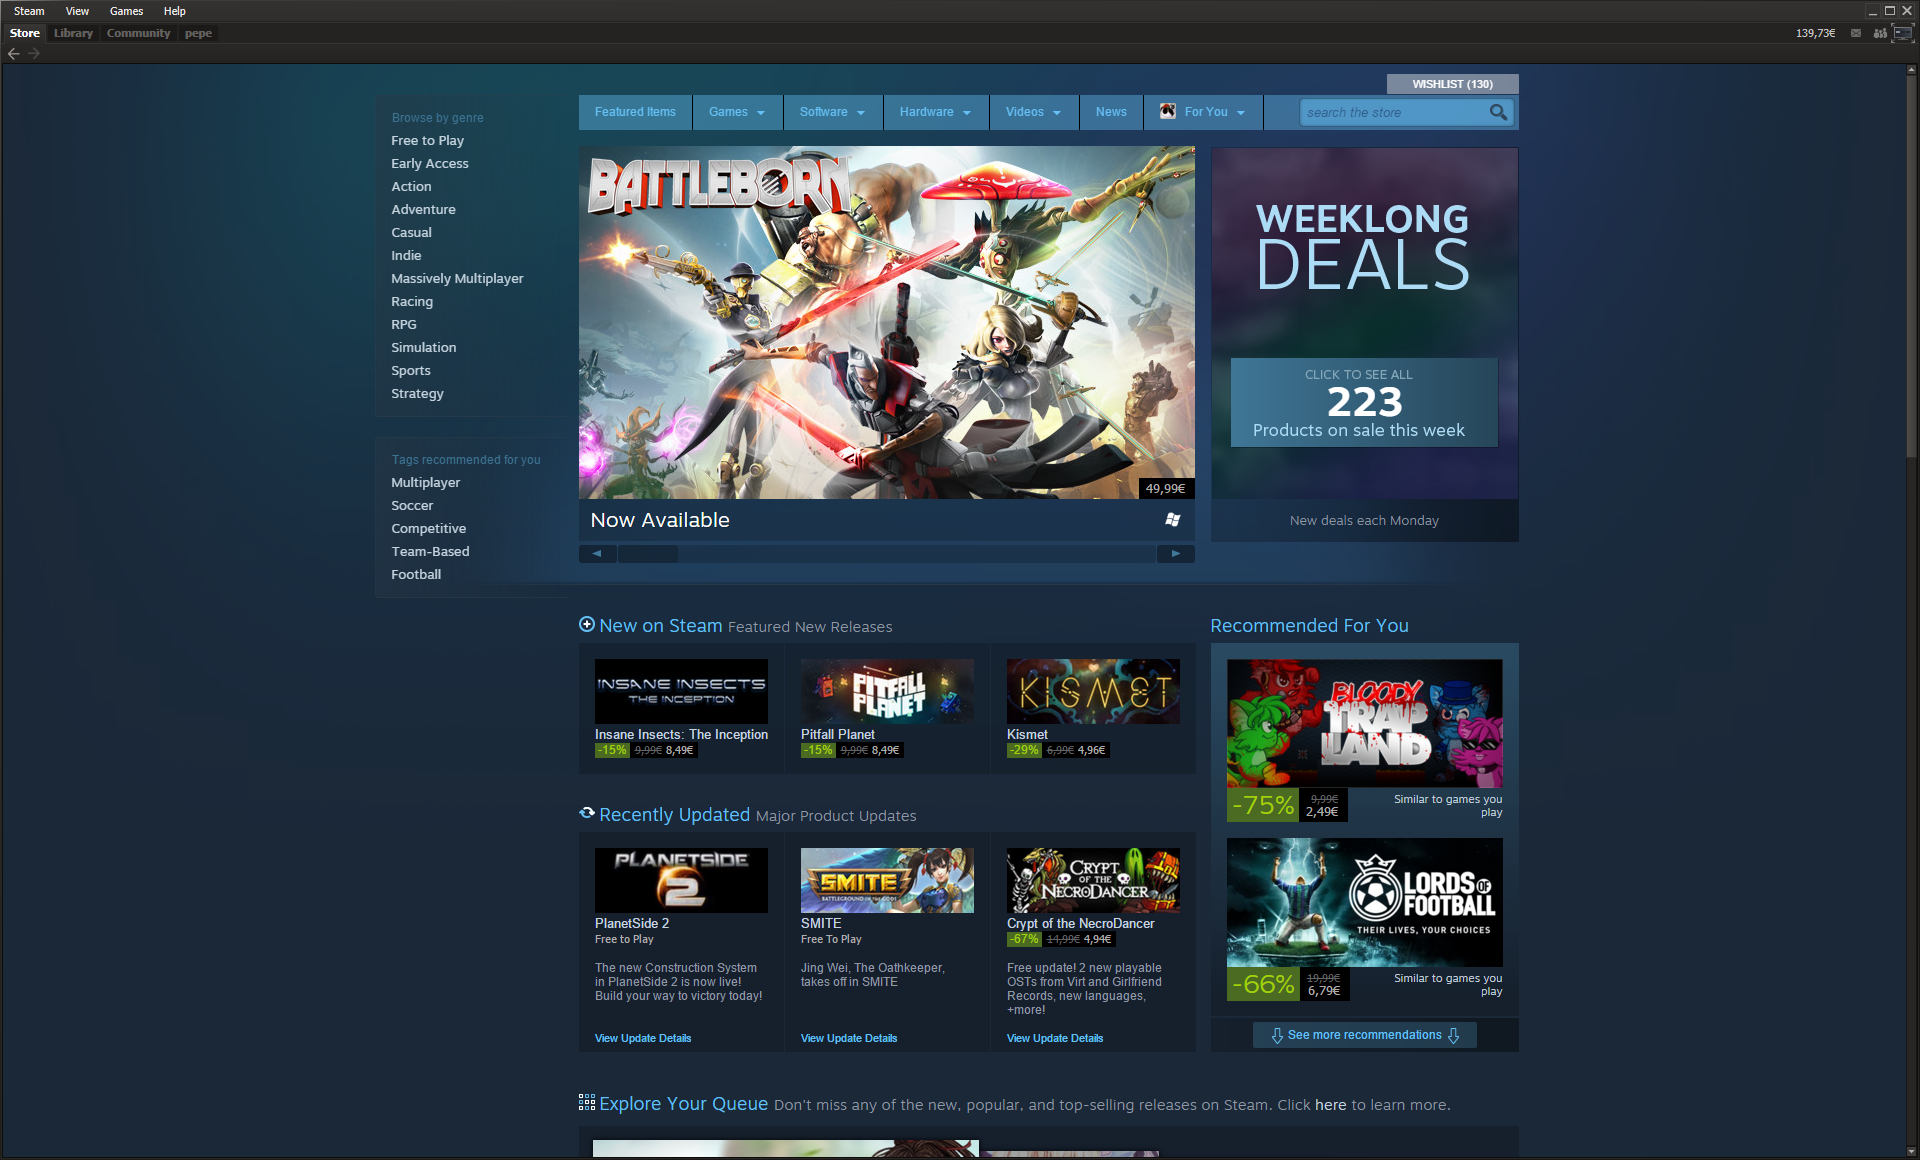 Steam View Games Help
Store Library Community pepe
139,73€
WISHLIST (130)
Featured Items Games Software Hardware Videos News For You
search the store
Browse by genre
Free to Play
Early Access
Action
Adventure
Casual
Indie
Massively Multiplayer
Racing
RPG
Simulation
Sports
Strategy
Tags recommended for you
Multiplayer
Soccer
Competitive
Team-Based
Football
BATTLEBORN
49,99€
Now Available
WEEKLONG
DEALS
CLICK TO SEE ALL
223
Products on sale this week
New deals each Monday
New on Steam Featured New Releases
INSANE INSECTS
THE INCEPTION
Insane Insects: The Inception
-15% 9,99€ 8,49€
PITFALL
PLANET
Pitfall Planet
-15% 9,99€ 8,49€
KISMET
Kismet
-29% 6,99€ 4,96€
Recently Updated Major Product Updates
PLANETSIDE
2
PlanetSide 2
Free to Play
The new Construction System
in PlanetSide 2 is now live!
Build your way to victory today!
View Update Details
SMITE
BATTLEGROUND OF THE GODS
SMITE
Free To Play
Jing Wei, The Oathkeeper,
takes off in SMITE
View Update Details
CRYPT
OF THE
NECRODANCER
Crypt of the NecroDancer
-67% 14,99€ 4,94€
Free update! 2 new playable
OSTs from Virt and Girlfriend
Records, new languages,
+more!
View Update Details
Recommended For You
BLOODY
TRAPLAND
-75% 9,99€
2,49€
Similar to games you
play
LORDS OF
FOOTBALL
THEIR LIVES, YOUR CHOICES
-66% 19,99€
6,79€
Similar to games you
play
See more recommendations
Explore Your Queue Don't miss any of the new, popular, and top-selling releases on Steam. Click here to learn more.